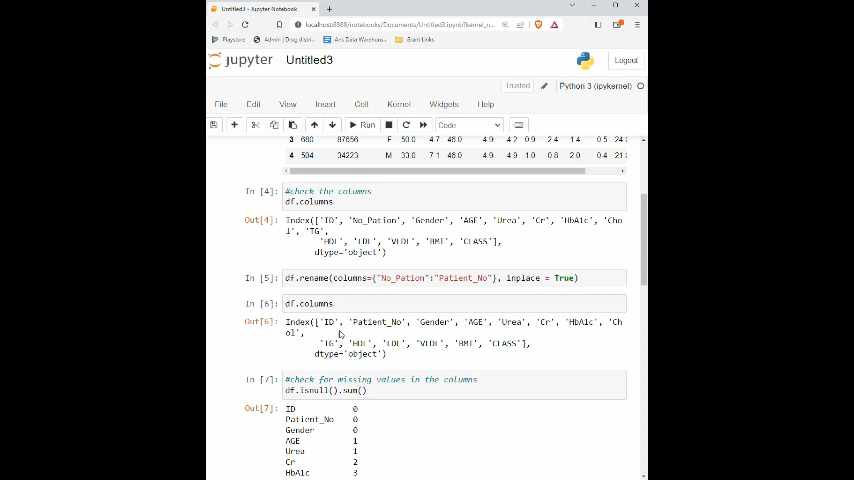 Untitled3 - Jupyter Notebook
localhost:8888/notebooks/Documents/Untitled3.ipynb?kernel_n...
Playstore Admin | Drug distri... Ans Data Warehous... Grant Links
jupyter Untitled3 Logout
Trusted Python 3 (ipykernel)
File Edit View Insert Cell Kernel Widgets Help
Run Code
3 680 87656 F 50.0 4.7 46.0 4.9 4.2 0.9 2.4 1.4 0.5 24.(
4 504 34223 M 33.0 7.1 46.0 4.9 4.9 1.0 0.8 2.0 0.4 21.(
In [4]: #check the columns
df.columns
Out[4]: Index(['ID', 'No_Pation', 'Gender', 'AGE', 'Urea', 'Cr', 'HbA1c', 'Cho
l', 'TG',
'HDL', 'LDL', 'VLDL', 'BMI', 'CLASS'],
dtype='object')
In [5]: df.rename(columns={"No_Pation":"Patient_No"}, inplace = True)
In [6]: df.columns
Out[6]: Index(['ID', 'Patient_No', 'Gender', 'AGE', 'Urea', 'Cr', 'HbA1c', 'Ch
ol',
'TG', 'HDL', 'LDL', 'VLDL', 'BMI', 'CLASS'],
dtype='object')
In [7]: #check for missing values in the columns
df.isnull().sum()
Out[7]: ID 0
Patient_No 0
Gender 0
AGE 1
Urea 1
Cr 2
HbA1c 3